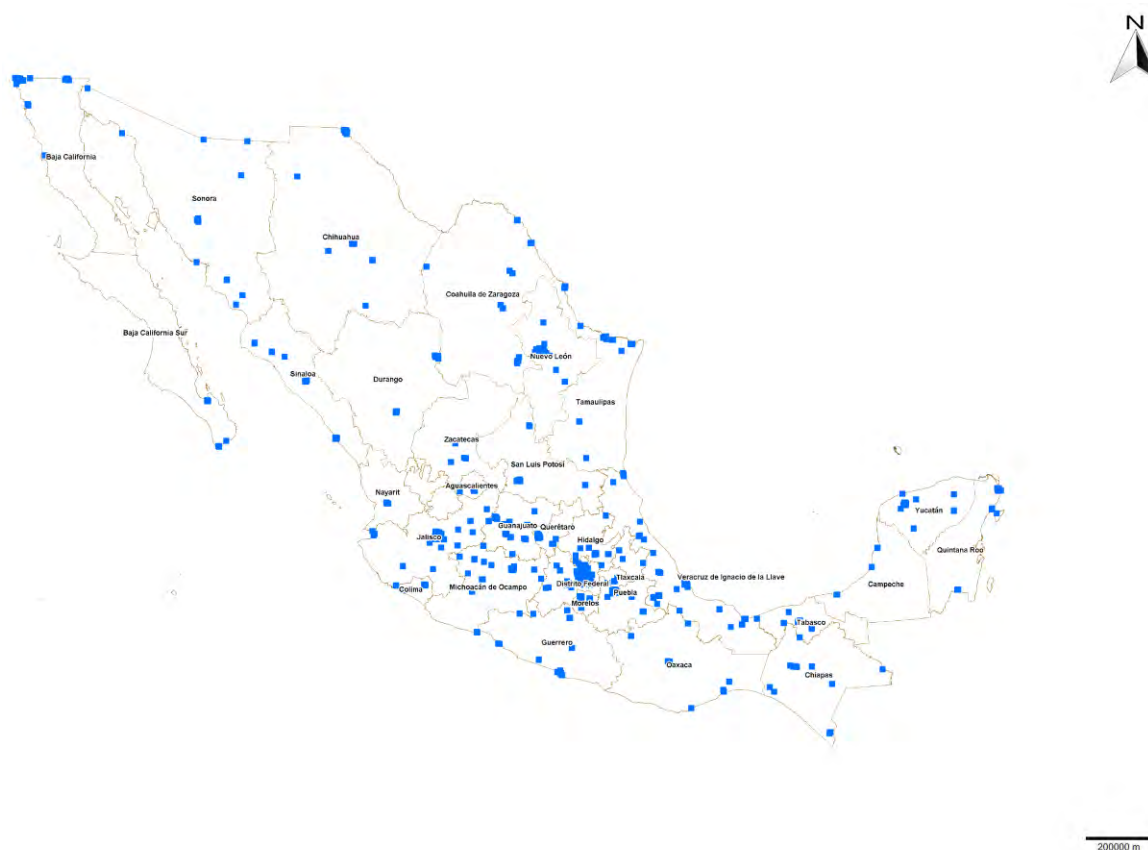 N
Baja California
Sonora
Chihuahua
Coahuila de Zaragoza
Baja California Sur
Nuevo León
Sinaloa
Durango
Tamaulipas
Zacatecas
San Luis Potosí
Aguascalientes
Nayarit
Yucatán
Guanajuato
Querétaro
Jalisco
Hidalgo
Quintana Roo
Tlaxcala
Veracruz de Ignacio de la Llave
Distrito Federal
Campeche
Colima
Michoacán de Ocampo
Puebla
Morelos
Tabasco
Guerrero
Oaxaca
Chiapas
200000 m